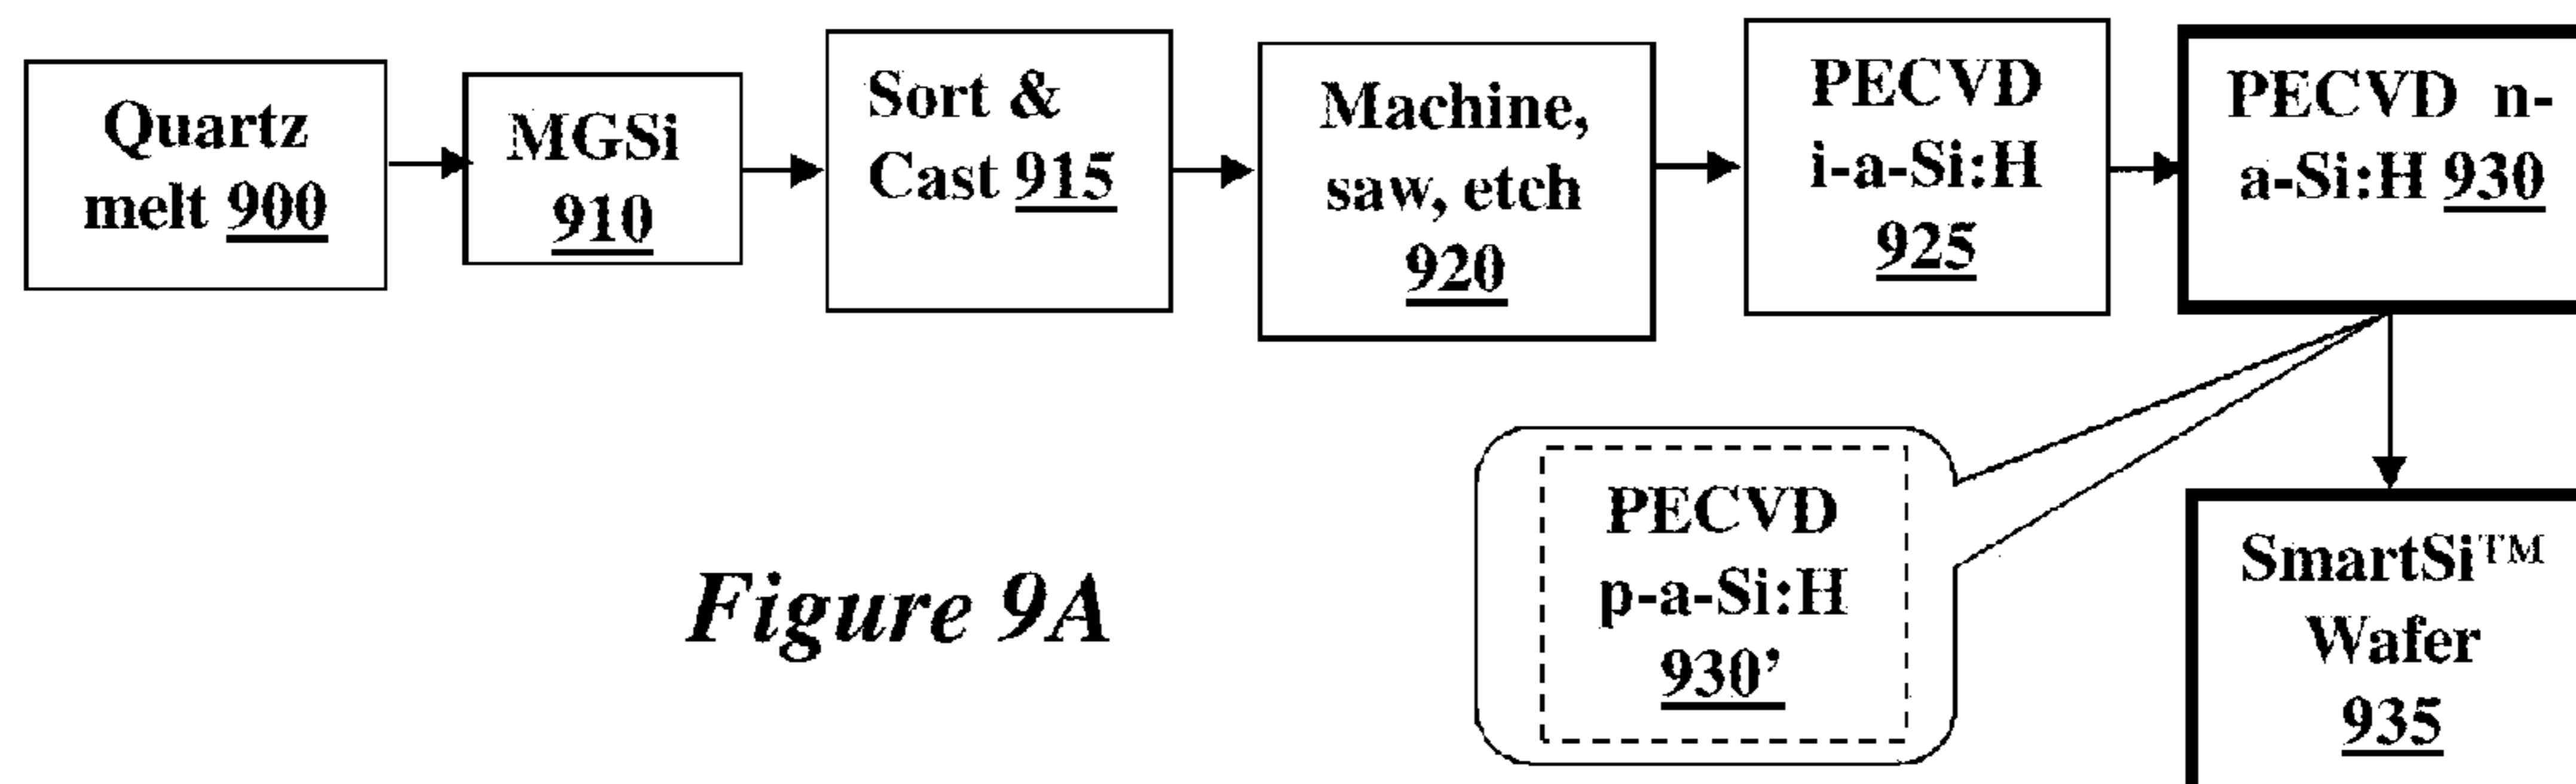 Quartz
melt 900
MGSi
910
Sort &
Cast 915
Machine,
saw, etch
920
PECVD
i-a-Si:H
925
PECVD n-
a-Si:H 930
PECVD
p-a-Si:H
930’
SmartSi™
Wafer
935
Figure 9A